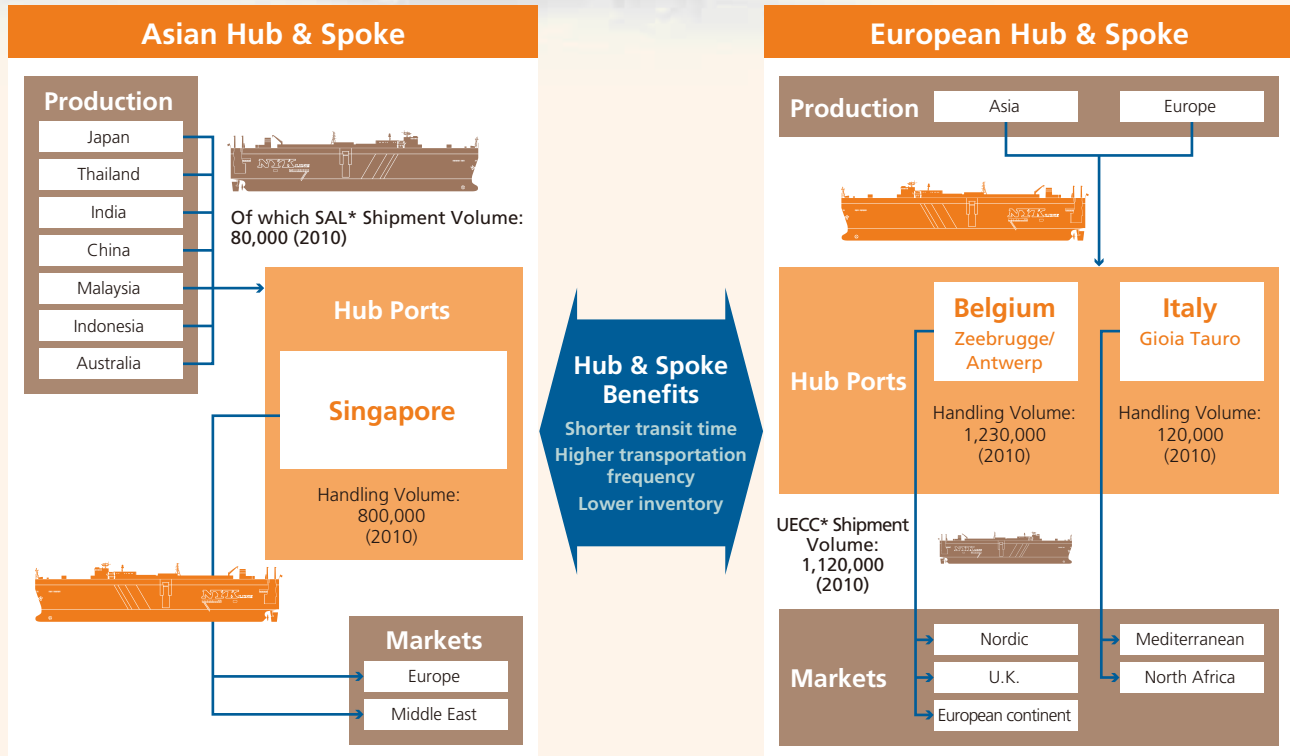 Asian Hub & Spoke
Production
Japan
Thailand
India
China
Malaysia
Indonesia
Australia
NYK
Of which SAL* Shipment Volume:
80,000 (2010)
Hub Ports
Singapore
Handling Volume:
800,000
(2010)
NYK
Markets
Europe
Middle East
Hub & Spoke
Benefits
Shorter transit time
Higher transportation
frequency
Lower inventory
European Hub & Spoke
Production
Asia
Europe
NYK
Hub Ports
Belgium
Zeebrugge/
Antwerp
Handling Volume:
1,230,000
(2010)
Italy
Gioia Tauro
Handling Volume:
120,000
(2010)
UECC* Shipment
Volume:
1,120,000
(2010)
NYK
Markets
Nordic
U.K.
European continent
Mediterranean
North Africa